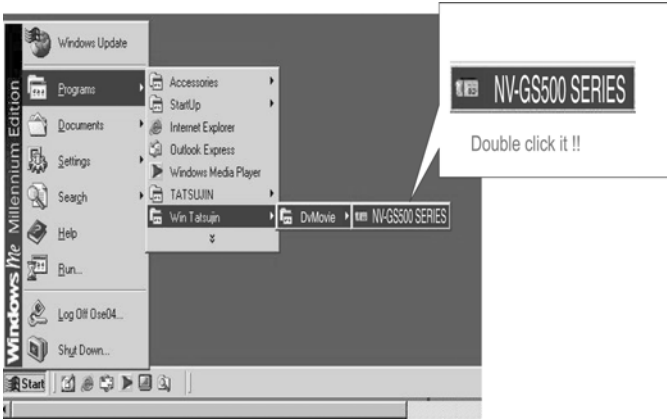 Windows Me Millennium Edition
Windows Update
Programs
Documents
Settings
Search
Help
Run...
Log Off Ose04...
Shut Down...
Start
Accessories
StartUp
Internet Explorer
Outlook Express
Windows Media Player
TATSUJIN
Win Tatsujin
DvMovie
NV-GS500 SERIES
NV-GS500 SERIES
Double click it !!